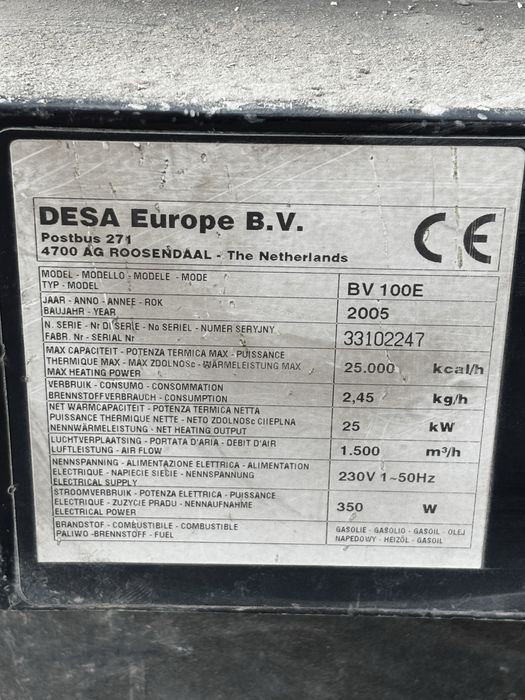 DESA Europe B.V.
Postbus 271
4700 AG ROOSENDAAL - The Netherlands
CE
MODEL - MODELLO - MODELE - MODE
TYP - MODEL
BV 100E
JAAR - ANNO - ANNEE - ROK
BAUJAHR - YEAR
2005
N. SERIE - Nr DI SERIE - No SERIEL - NUMER SERYJNY
FABR. Nr - SERIAL Nr
33102247
MAX CAPACITEIT - POTENZA TERMICA MAX - PUISSANCE
THERMIQUE MAX - MAX ZDOLNOSc - WÄRMELEISTUNG MAX
MAX HEATING POWER
25.000 kcal/h
VERBRUIK - CONSUMO - CONSOMMATION
BRENNSTOFFVERBRAUCH - CONSUMPTION
2,45 kg/h
NET WARMCAPACITEIT - POTENZA TERMICA NETTA
PUISSANCE THERMIQUE NETTE - NETO ZDOLNOSc CIIEPLNA
NENNWÄRMELEISTUNG - NET HEATING OUTPUT
25 kW
LUCHTVERPLAATSING - PORTATA D'ARIA - DEBIT D'AIR
LUFTLEISTUNG - AIR FLOW
1.500 m³/h
NENNSPANNING - ALIMENTAZIONE ELETTRICA - ALIMENTATION
ELECTRIQUE - NAPIECIE SIECIE - NENNSPANNUNG
ELECTRICAL SUPPLY
230V 1~50Hz
STROOMVERBRUIK - POTENZA ELETTRICA - PUISSANCE
ELECTRIQUE - ZUZYCIE PRADU - NENNAUFNAHME
ELECTRICAL POWER
350 W
BRANDSTOF - COMBUSTIBILE - COMBUSTIBLE
PALIWO -BRENNSTOFF - FUEL
GASOLIE - GASOLIO - GASOIL - OLEJ
NAPEDOWY - HEIZÖL - GASOIL